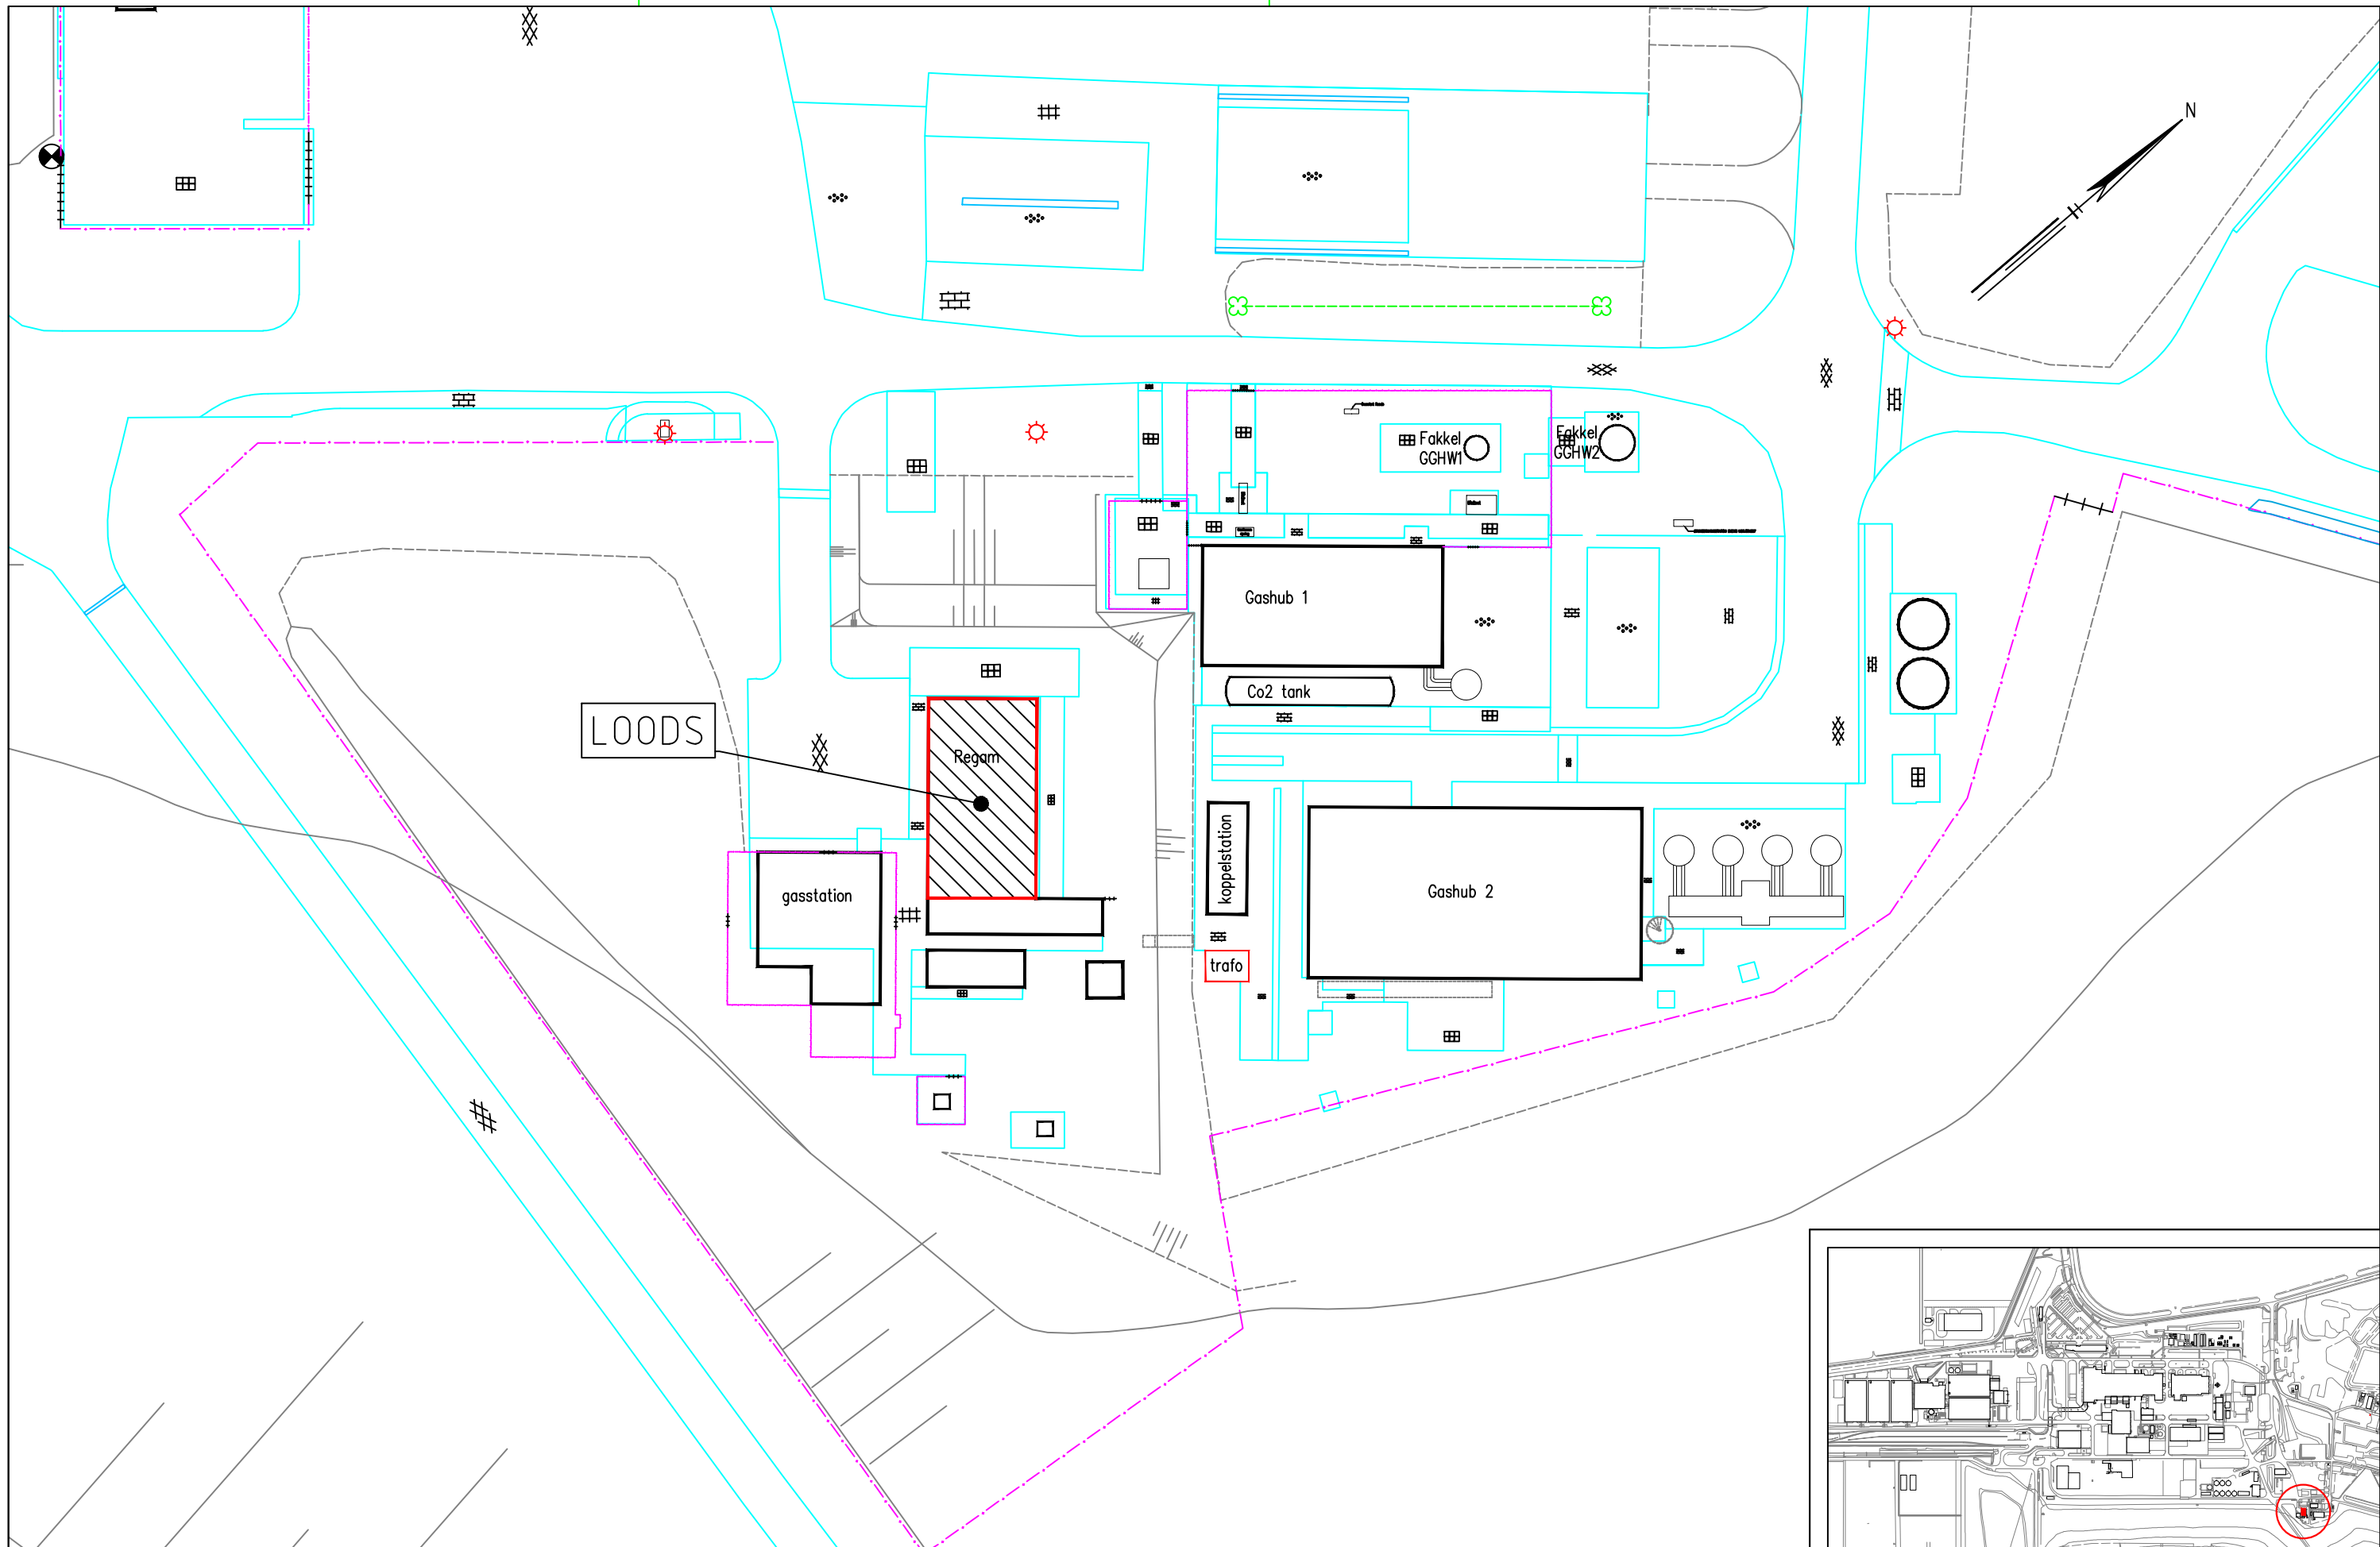 N
Fakkel
GGHW1
Fakkel
GGHW2
Gashub 1
Co2 tank
LOODS
Regam
koppelstation
gasstation
Gashub 2
trafo